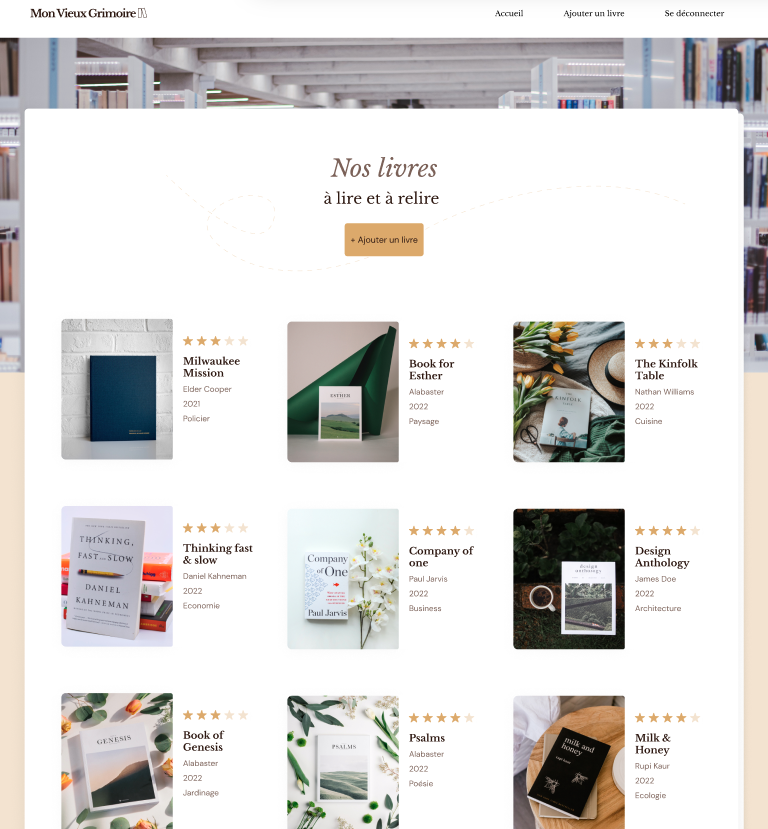 Mon Vieux Grimoire
Accueil
Ajouter un livre
Se déconnecter
Nos livres
à lire et à relire
+ Ajouter un livre
Milwaukee
Mission
Elder Cooper
2021
Policier
ESTHER
Book for
Esther
Alabaster
2022
Paysage
THE
KINFOLK
TABLE
The Kinfolk
Table
Nathan Williams
2022
Cuisine
THINKING,
FAST AND SLOW
DANIEL
KAHNEMAN
Thinking fast
& slow
Daniel Kahneman
2022
Economie
Company
of One
Paul Jarvis
Company of
one
Paul Jarvis
2022
Business
design
anthology
Design
Anthology
James Doe
2022
Architecture
GENESIS
Book of
Genesis
Alabaster
2022
Jardinage
PSALMS
Psalms
Alabaster
2022
Poésie
milk and
honey
rupi kaur
Milk &
Honey
Rupi Kaur
2022
Ecologie